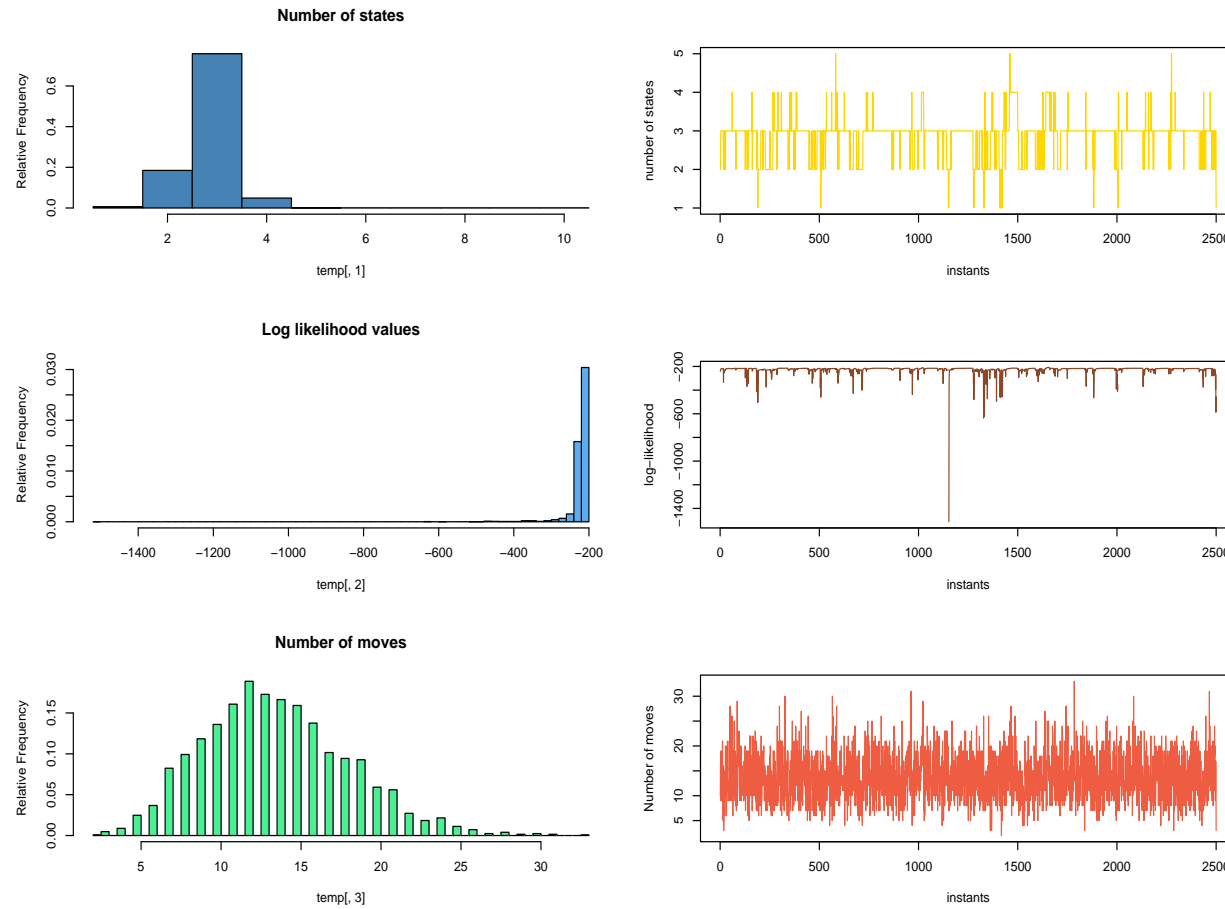 Number of states
Relative Frequency
0.0 0.2 0.4 0.6
2 4 6 8 10
temp[, 1]
number of states
1 2 3 4 5
0 500 1000 1500 2000 2500
instants
Log likelihood values
Relative Frequency
0.000 0.010 0.020 0.030
−1400 −1200 −1000 −800 −600 −400 −200
temp[, 2]
log−likelihood
−1400 −1000 −600 −200
0 500 1000 1500 2000 2500
instants
Number of moves
Relative Frequency
0.00 0.05 0.10 0.15
5 10 15 20 25 30
temp[, 3]
Number of moves
5 10 20 30
0 500 1000 1500 2000 2500
instants